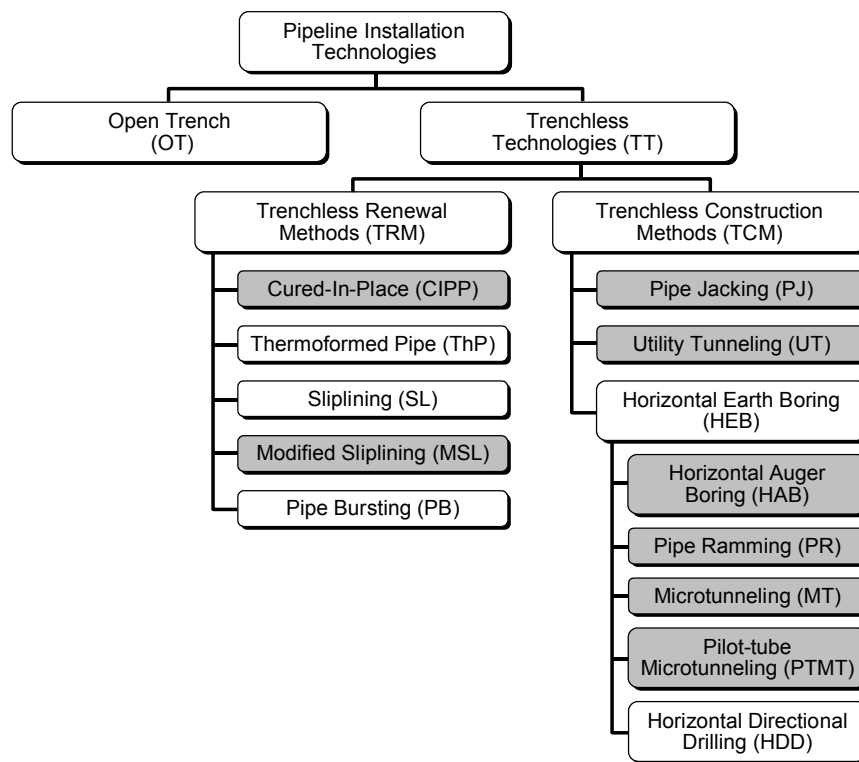 Pipeline Installation
Technologies
Open Trench
(OT)
Trenchless
Technologies (TT)
Trenchless Renewal
Methods (TRM)
Trenchless Construction
Methods (TCM)
Cured-In-Place (CIPP)
Thermoformed Pipe (ThP)
Sliplining (SL)
Modified Sliplining (MSL)
Pipe Bursting (PB)
Pipe Jacking (PJ)
Utility Tunneling (UT)
Horizontal Earth Boring
(HEB)
Horizontal Auger
Boring (HAB)
Pipe Ramming (PR)
Microtunneling (MT)
Pilot-tube
Microtunneling (PTMT)
Horizontal Directional
Drilling (HDD)